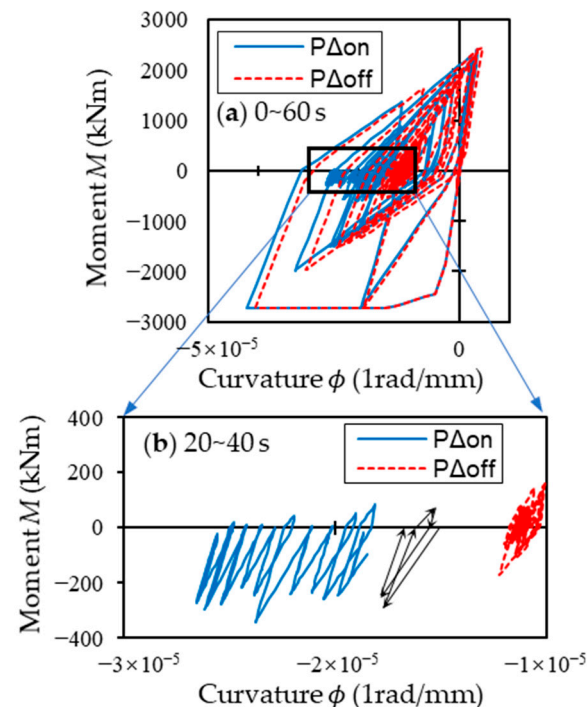 3000
2000
1000
0
−1000
−2000
−3000
Moment M (kNm)
PΔon
PΔoff
(a) 0~60 s
−5×10⁻⁵
0
Curvature ϕ (1rad/mm)
400
200
0
−200
−400
Moment M (kNm)
(b) 20~40 s
PΔon
PΔoff
−3×10⁻⁵
−2×10⁻⁵
−1×10⁻⁵
Curvature ϕ (1rad/mm)